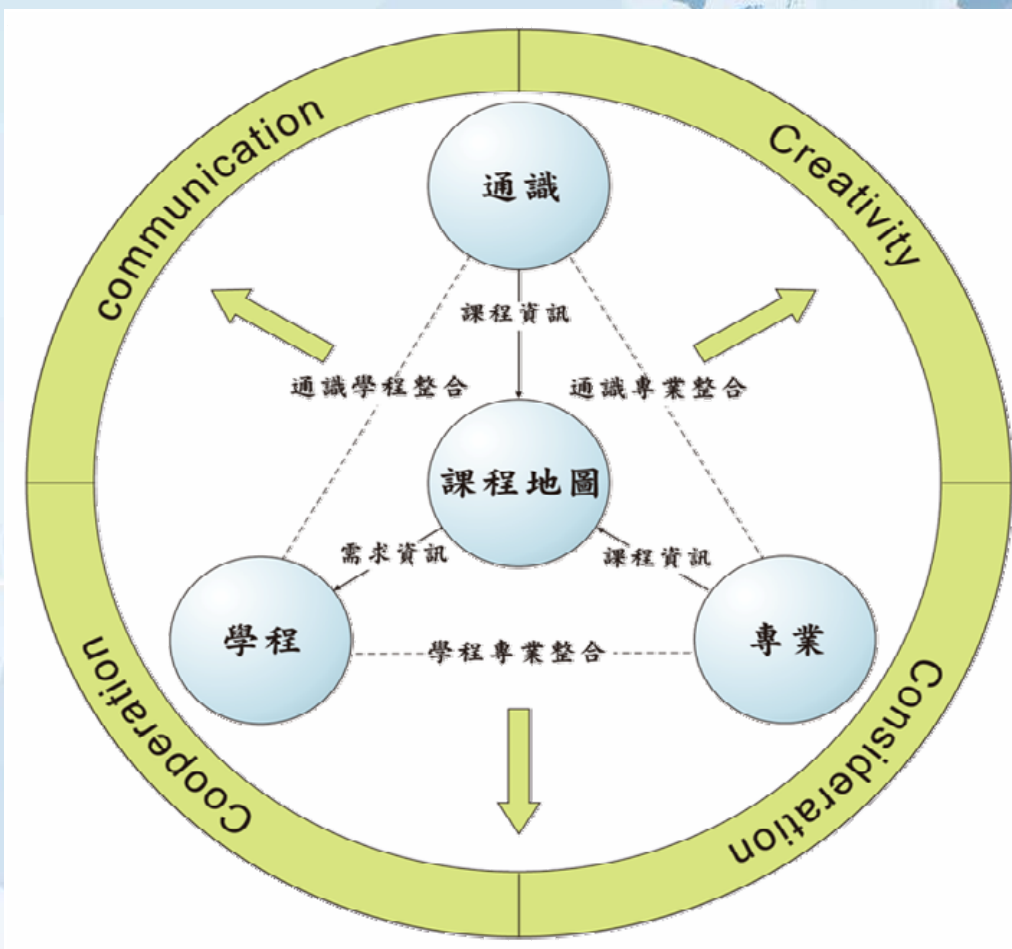 communication
Creativity
通識
課程資訊
通識學程整合
通識專業整合
課程地圖
需求資訊
課程資訊
學程
學程專業整合
專業
Cooperation
Consideration